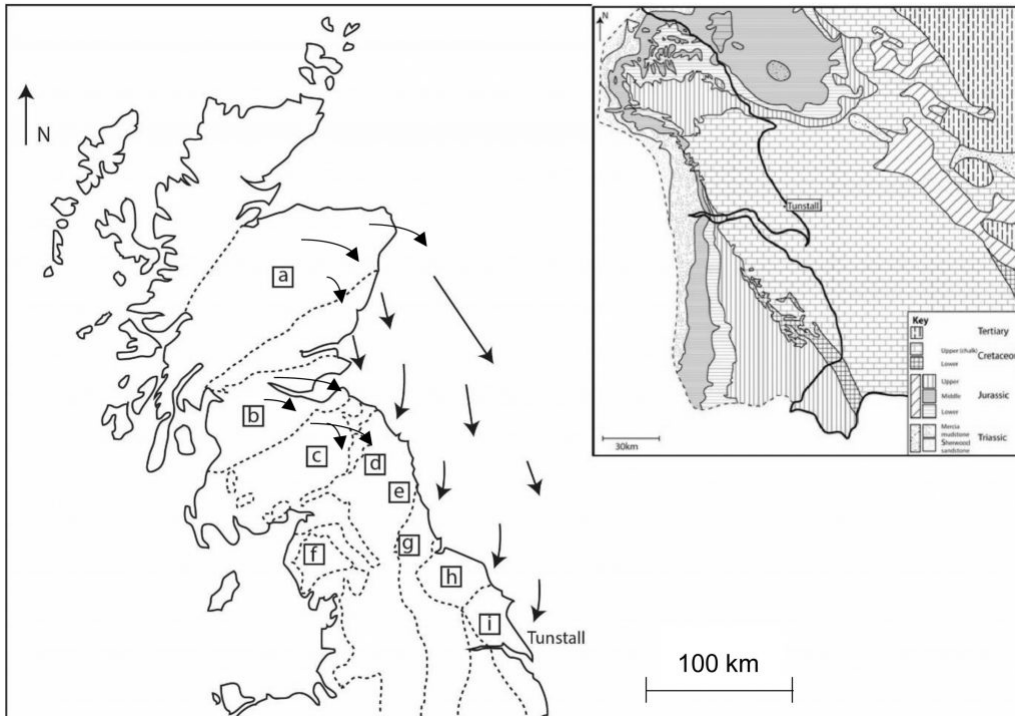 N
a
b
c
d
e
f
g
h
i
Tunstall
100 km
N
Tunstall
30km
Key
Tertiary
Cretaceou
Upper (chalk)
Lower
Jurassic
Upper
Middle
Lower
Triassic
Mercia
mudstone
Sherwood
sandstone